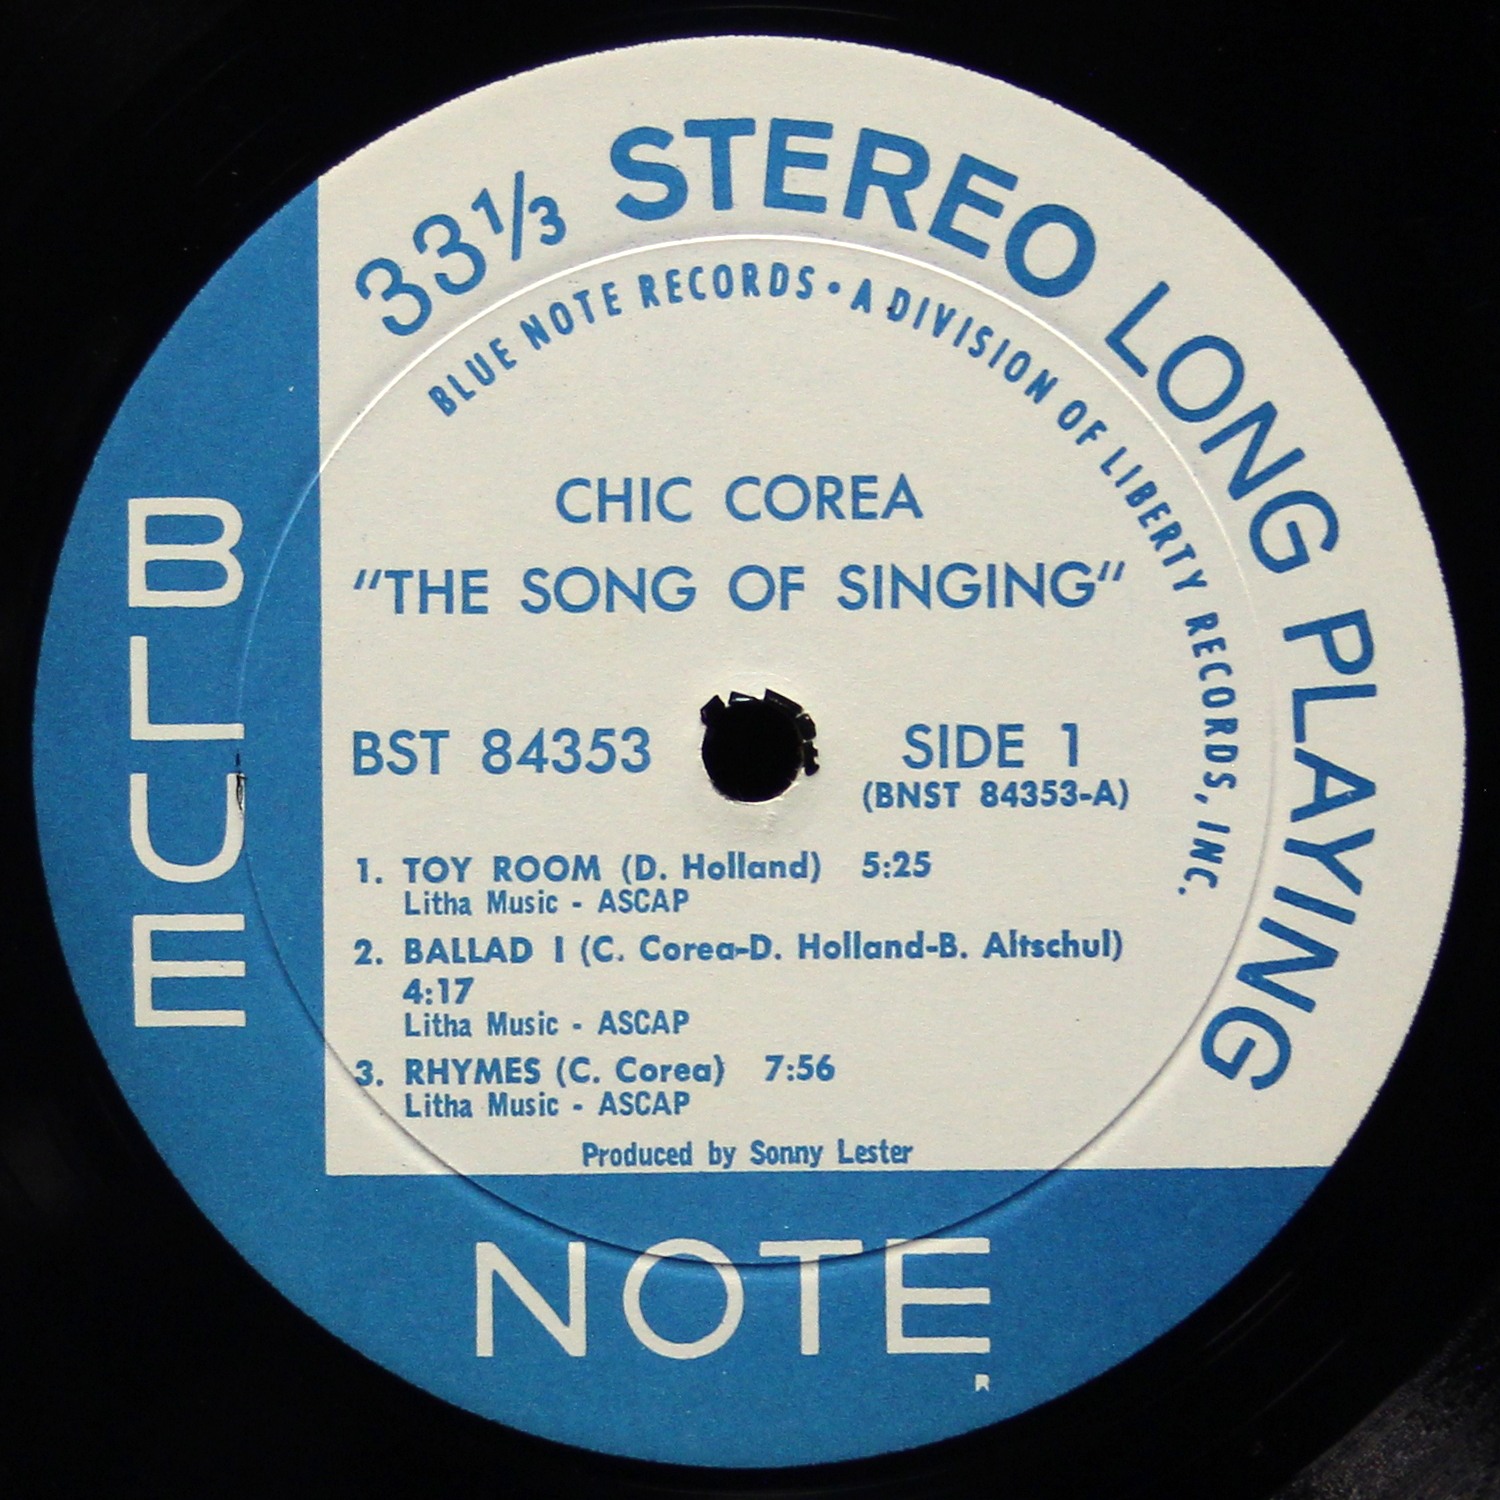 33⅓ STEREO LONG PLAYING
BLUE NOTE RECORDS • A DIVISION OF LIBERTY RECORDS, INC.
CHIC COREA
"THE SONG OF SINGING"
BST 84353
SIDE 1
(BNST 84353-A)
1. TOY ROOM (D. Holland) 5:25
Litha Music - ASCAP
2. BALLAD I (C. Corea-D. Holland-B. Altschul)
4:17
Litha Music - ASCAP
3. RHYMES (C. Corea) 7:56
Litha Music - ASCAP
Produced by Sonny Lester
BLUE
NOTE
R